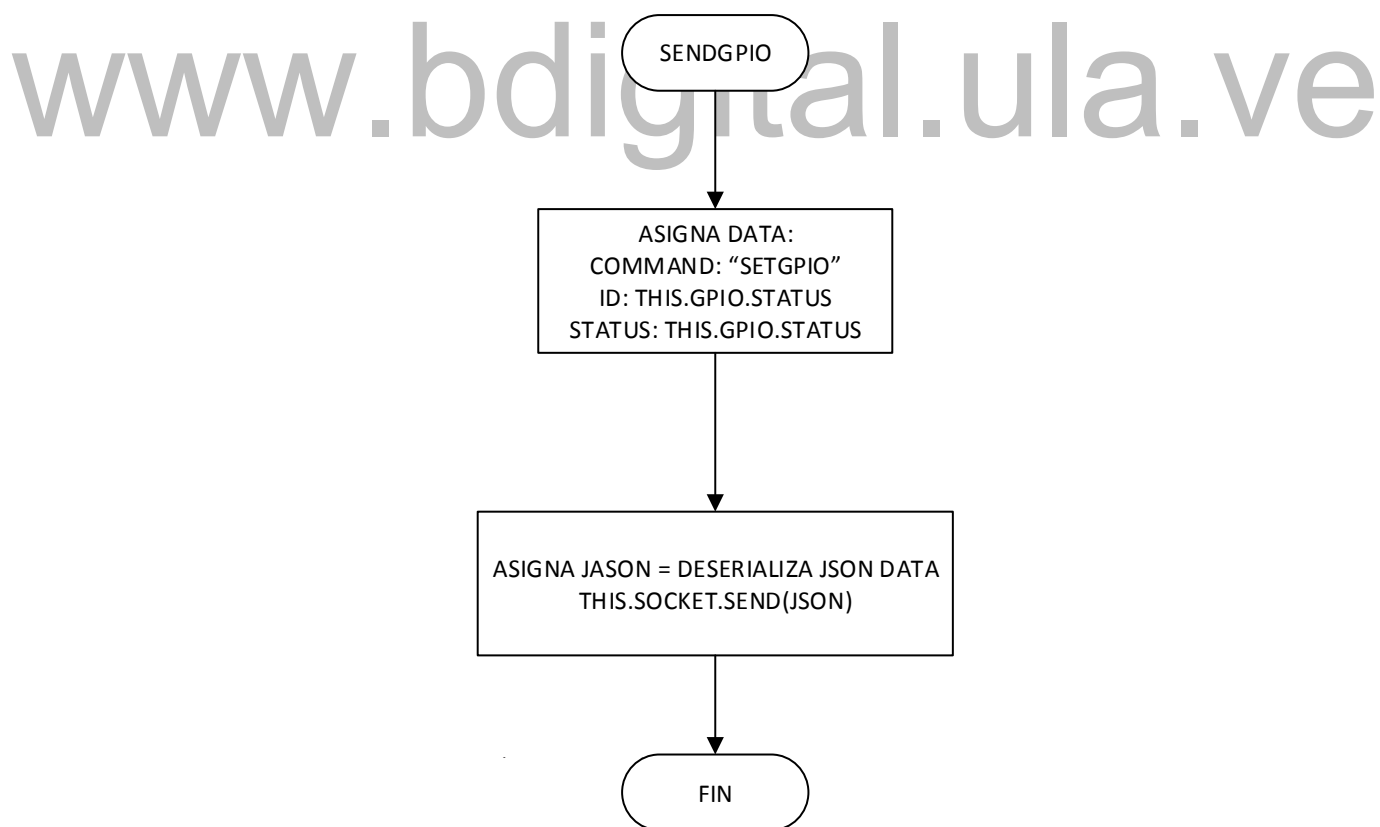 www.bdigital.ula.ve
SENDGPIO
ASIGNA DATA:
COMMAND: “SETGPIO”
ID: THIS.GPIO.STATUS
STATUS: THIS.GPIO.STATUS
ASIGNA JASON = DESERIALIZA JSON DATA
THIS.SOCKET.SEND(JSON)
FIN